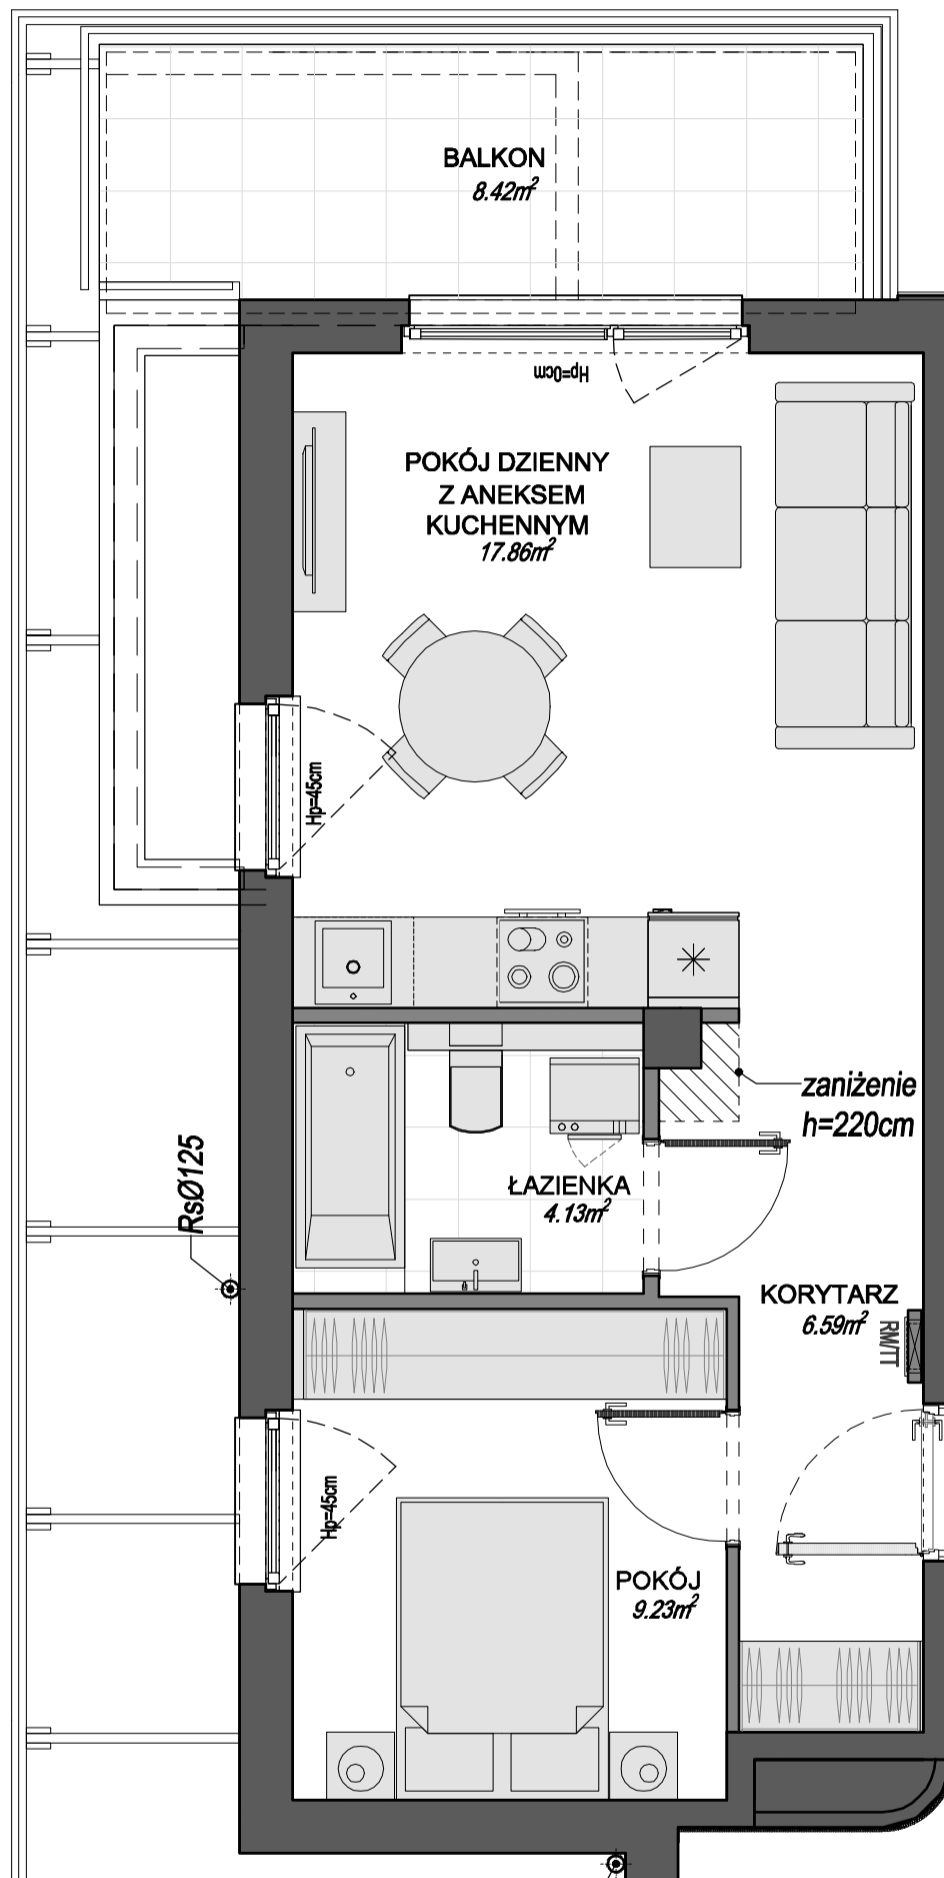 BALKON
8.42m²
Hp=0cm
POKÓJ DZIENNY
Z ANEKSEM
KUCHENNYM
17.86m²
Hp=45cm
zaniżenie
h=220cm
RsØ125
ŁAZIENKA
4.13m²
KORYTARZ
6.59m²
RM/TT
Hp=45cm
POKÓJ
9.23m²